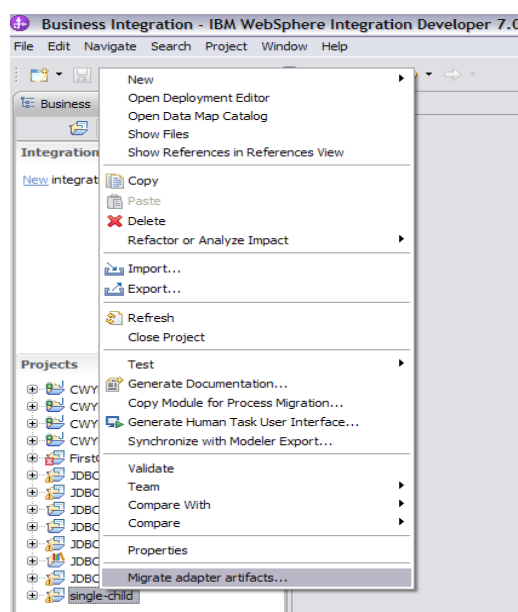 Business Integration - IBM WebSphere Integration Developer 7.0
File Edit Navigate Search Project Window Help
Business
Integration
New integrat
New
Open Deployment Editor
Open Data Map Catalog
Show Files
Show References in References View
Copy
Paste
Delete
Refactor or Analyze Impact
Import...
Export...
Refresh
Close Project
Test
Generate Documentation...
Copy Module for Process Migration...
Generate Human Task User Interface...
Synchronize with Modeler Export...
Validate
Team
Compare With
Compare
Properties
Migrate adapter artifacts...
Projects
CWY
CWY
CWY
CWY
First
JDBC
JDBC
JDBC
JDBC
JDBC
JDBC
JDBC
single-child